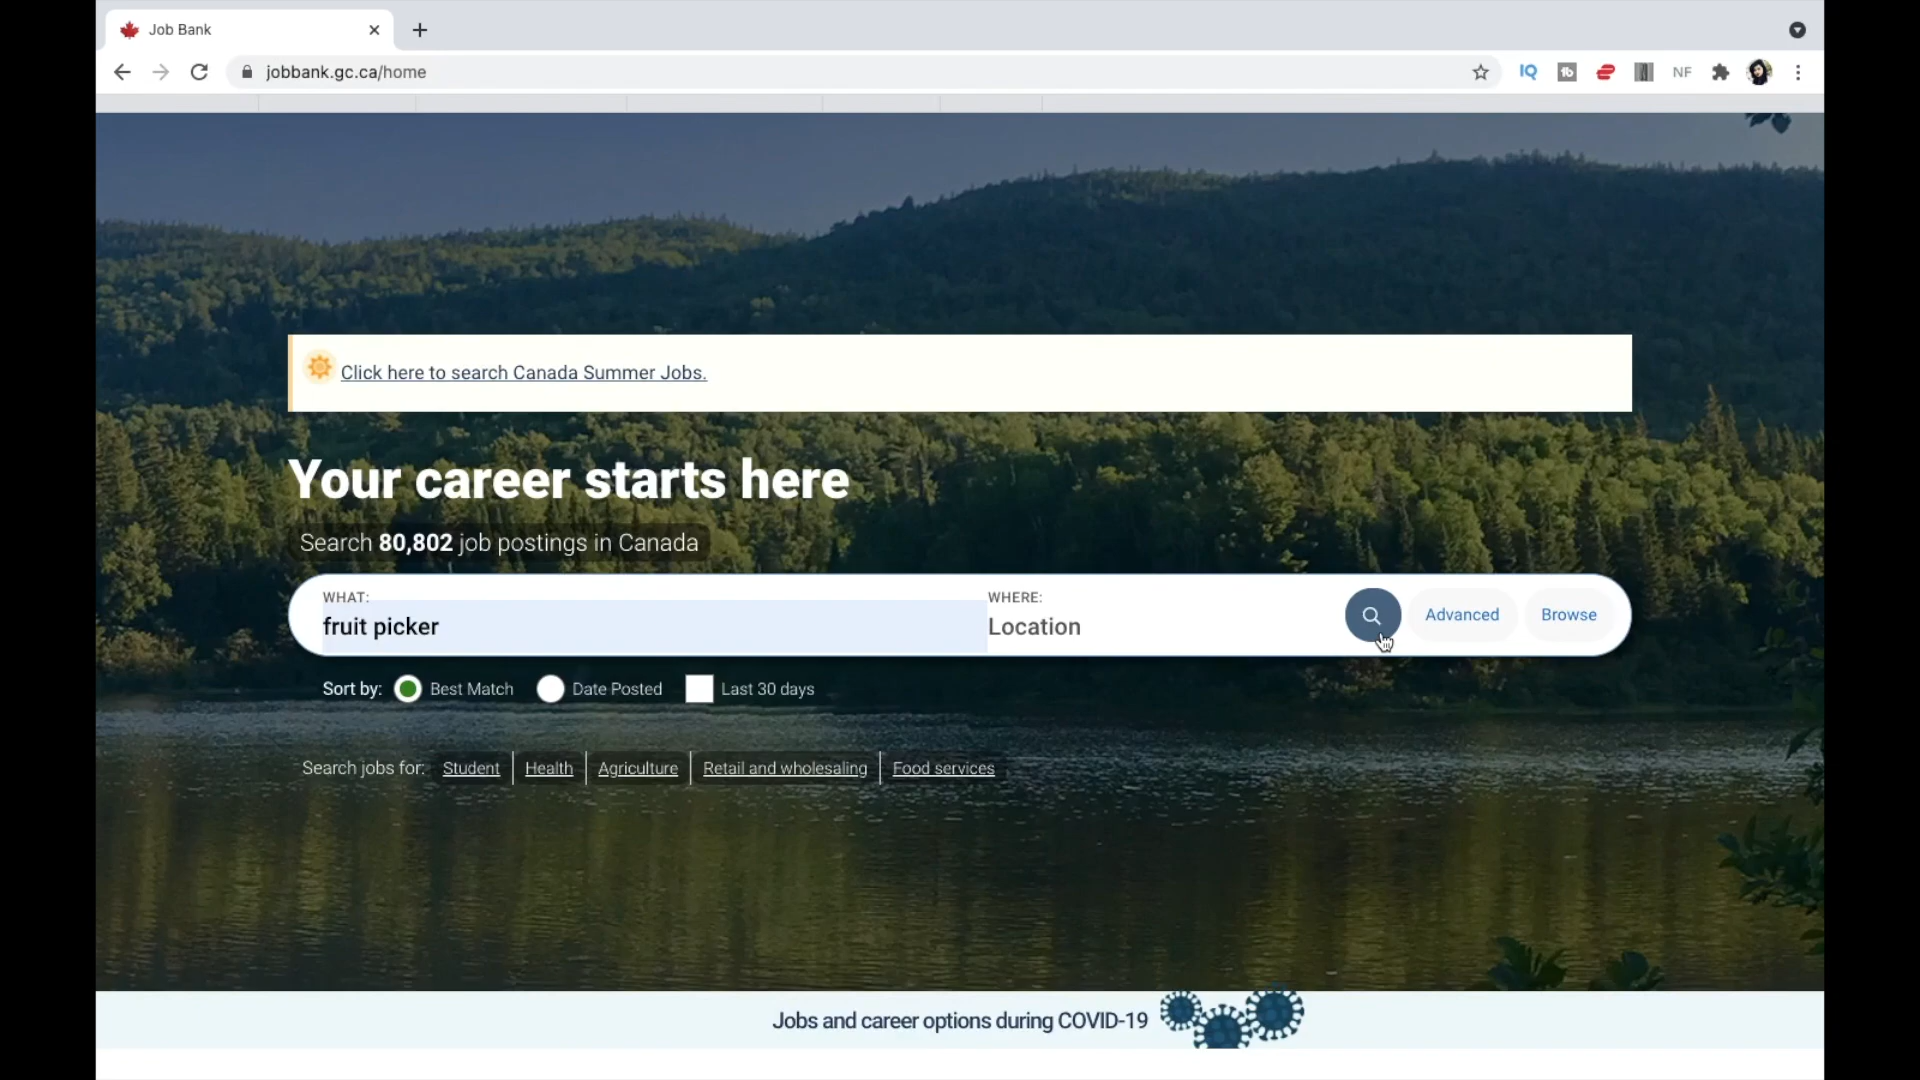 Job Bank
jobbank.gc.ca/home
IQ
tb
NF
Click here to search Canada Summer Jobs.
Your career starts here
Search 80,802 job postings in Canada
WHAT:
fruit picker
WHERE:
Location
Advanced
Browse
Sort by: Best Match Date Posted Last 30 days
Search jobs for: Student Health Agriculture Retail and wholesaling Food services
Jobs and career options during COVID-19